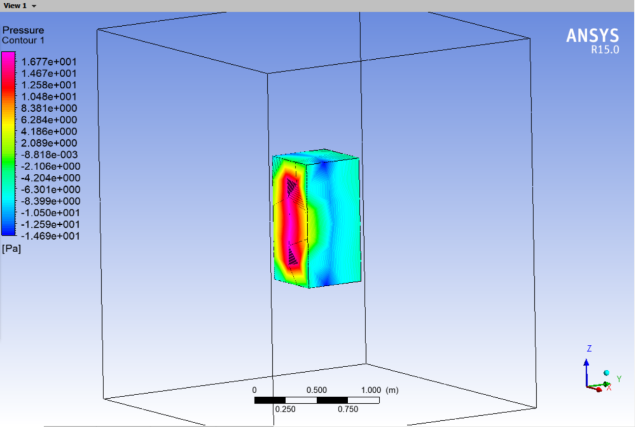 View 1
Pressure
Contour 1
ANSYS
R15.0
1.677e+001
1.467e+001
1.258e+001
1.048e+001
8.381e+000
6.284e+000
4.186e+000
2.089e+000
-8.818e-003
-2.106e+000
-4.204e+000
-6.301e+000
-8.399e+000
-1.050e+001
-1.259e+001
-1.469e+001
[Pa]
0 0.500 1.000 (m)
0.250 0.750
Z
Y
X